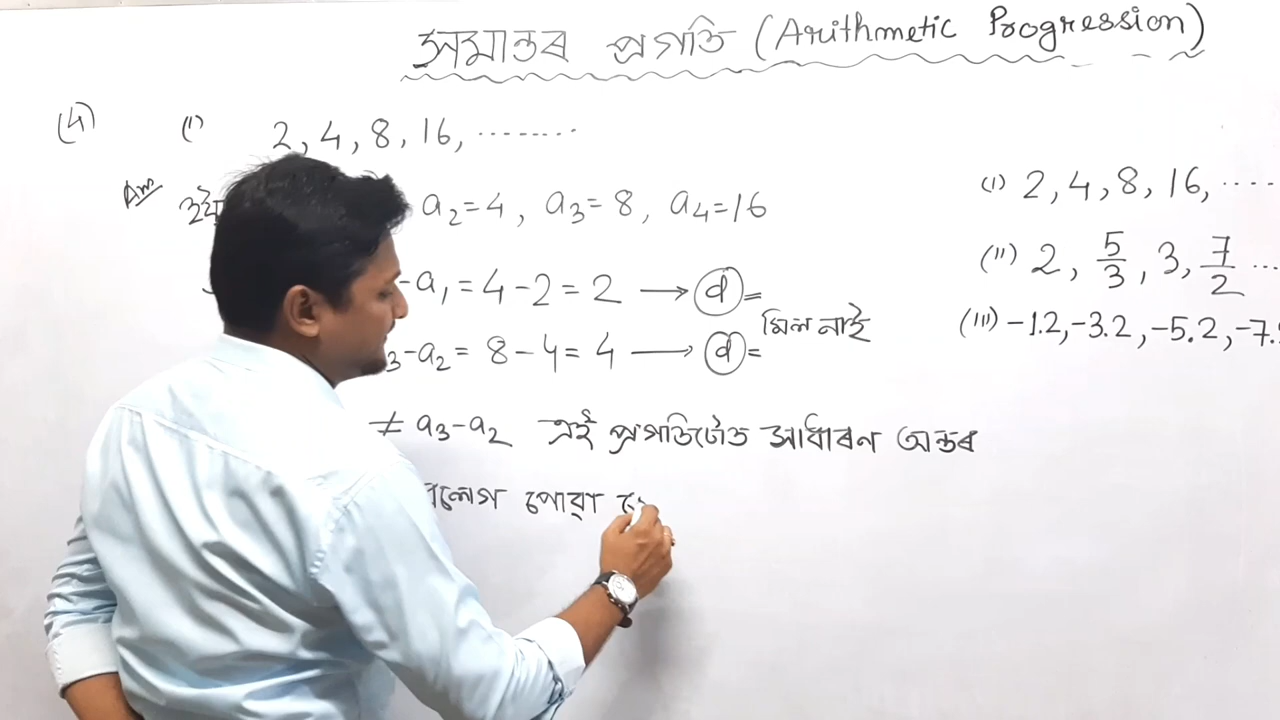 সমান্তৰ প্ৰগতি (Arithmetic Progression)
(4) (i) 2, 4, 8, 16, ........
Ans a₂=4, a₃=8, a₄=16
-a₁ = 4-2 = 2 → ⓓ=
মিল নাই
₃-a₂ = 8-4 = 4 → ⓓ=
≠ a₃-a₂ এই প্ৰগতিটোত সাধাৰণ অন্তৰ
পোৱা
(i) 2, 4, 8, 16, ....
(ii) 2, 5/3, 3, 7/2 ...
(iii) -1.2, -3.2, -5.2, -7.